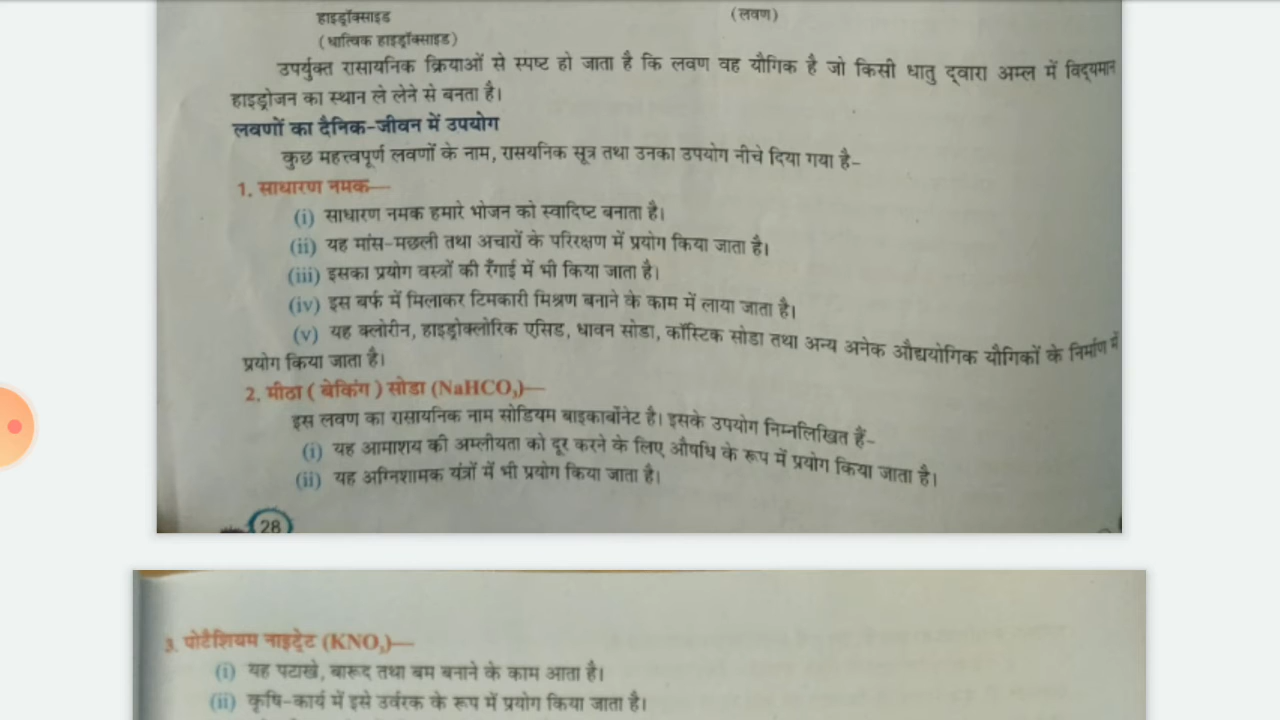 हाइड्रॉक्साइड (लवण)
(धात्विक हाइड्रॉक्साइड)
उपर्युक्त रासायनिक क्रियाओं से स्पष्ट हो जाता है कि लवण वह यौगिक है जो किसी धातु द्वारा अम्ल में विद्यमान
हाइड्रोजन का स्थान ले लेने से बनता है।
लवणों का दैनिक-जीवन में उपयोग
कुछ महत्त्वपूर्ण लवणों के नाम, रासयनिक सूत्र तथा उनका उपयोग नीचे दिया गया है–
1. साधारण नमक—
(i) साधारण नमक हमारे भोजन को स्वादिष्ट बनाता है।
(ii) यह मांस-मछली तथा अचारों के परिरक्षण में प्रयोग किया जाता है।
(iii) इसका प्रयोग वस्त्रों की रँगाई में भी किया जाता है।
(iv) इस बर्फ में मिलाकर टिमकारी मिश्रण बनाने के काम में लाया जाता है।
(v) यह क्लोरीन, हाइड्रोक्लोरिक एसिड, धावन सोडा, कॉस्टिक सोडा तथा अन्य अनेक औद्ययोगिक यौगिकों के निर्माण में
प्रयोग किया जाता है।
2. मीठा ( बेकिंग ) सोडा (NaHCO₃)—
इस लवण का रासायनिक नाम सोडियम बाइकार्बोनेट है। इसके उपयोग निम्नलिखित हैं–
(i) यह आमाशय की अम्लीयता को दूर करने के लिए औषधि के रूप में प्रयोग किया जाता है।
(ii) यह अग्निशामक यंत्रों में भी प्रयोग किया जाता है।
28
3. पोटैशियम नाइट्रेट (KNO₃)—
(i) यह पटाखे, बारूद तथा बम बनाने के काम आता है।
(ii) कृषि-कार्य में इसे उर्वरक के रूप में प्रयोग किया जाता है।